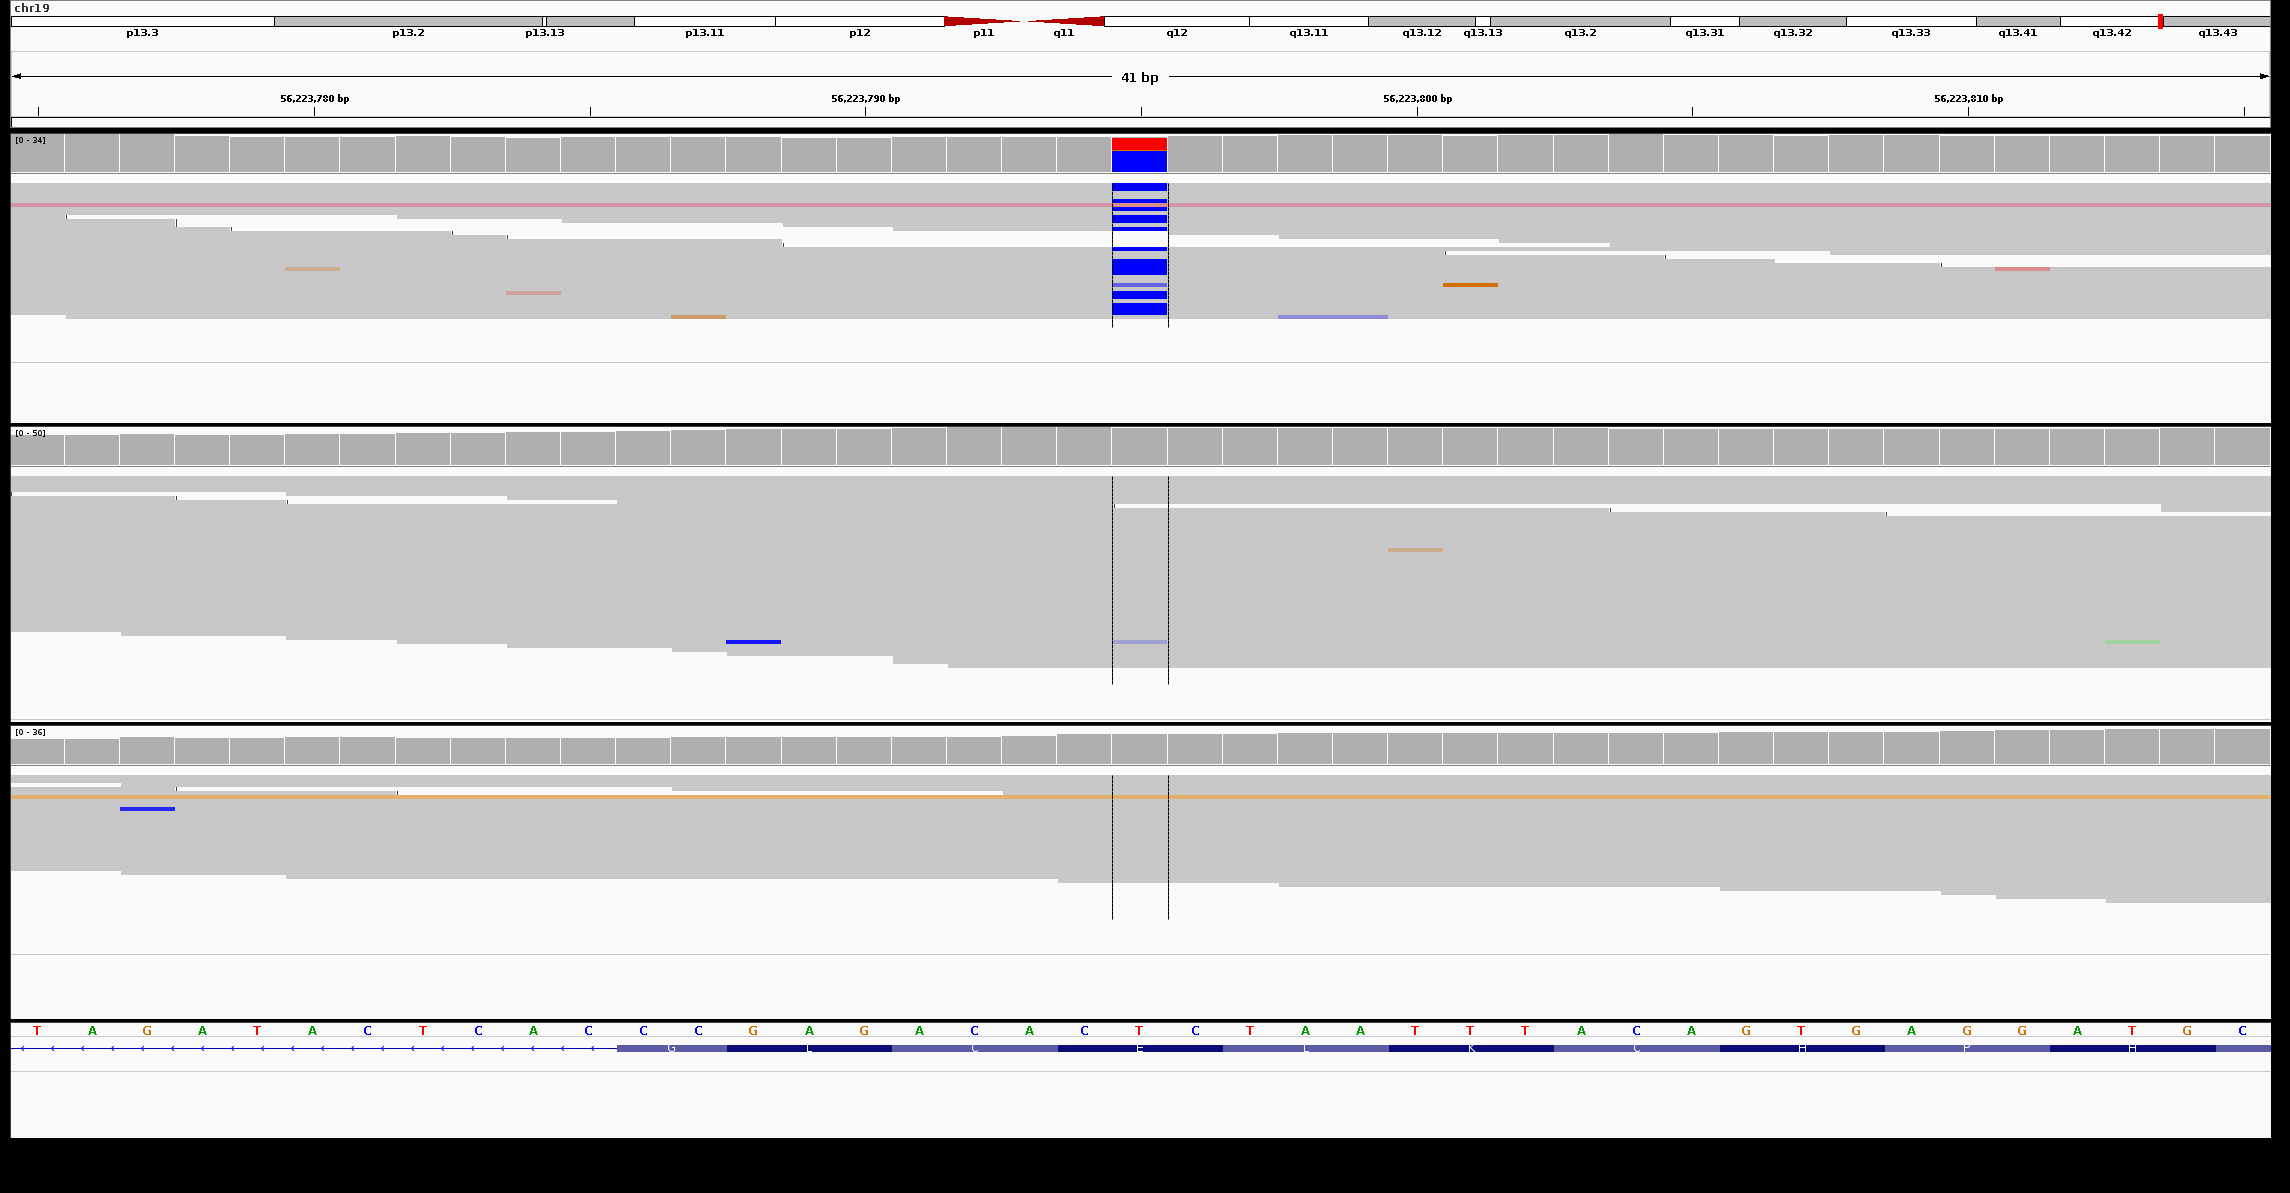 chr19
p13.3 p13.2 p13.13 p13.11 p12 p11 q11 q12 q13.11 q13.12 q13.13 q13.2 q13.31 q13.32 q13.33 q13.41 q13.42 q13.43
41 bp
56,223,780 bp 56,223,790 bp 56,223,800 bp 56,223,810 bp
[0 - 34]
[0 - 50]
[0 - 36]
T A G A T A C T C A C C C G A G A C A C T C T A A T T T A C A G T G A G G A T G C
G L C E L K C H P H